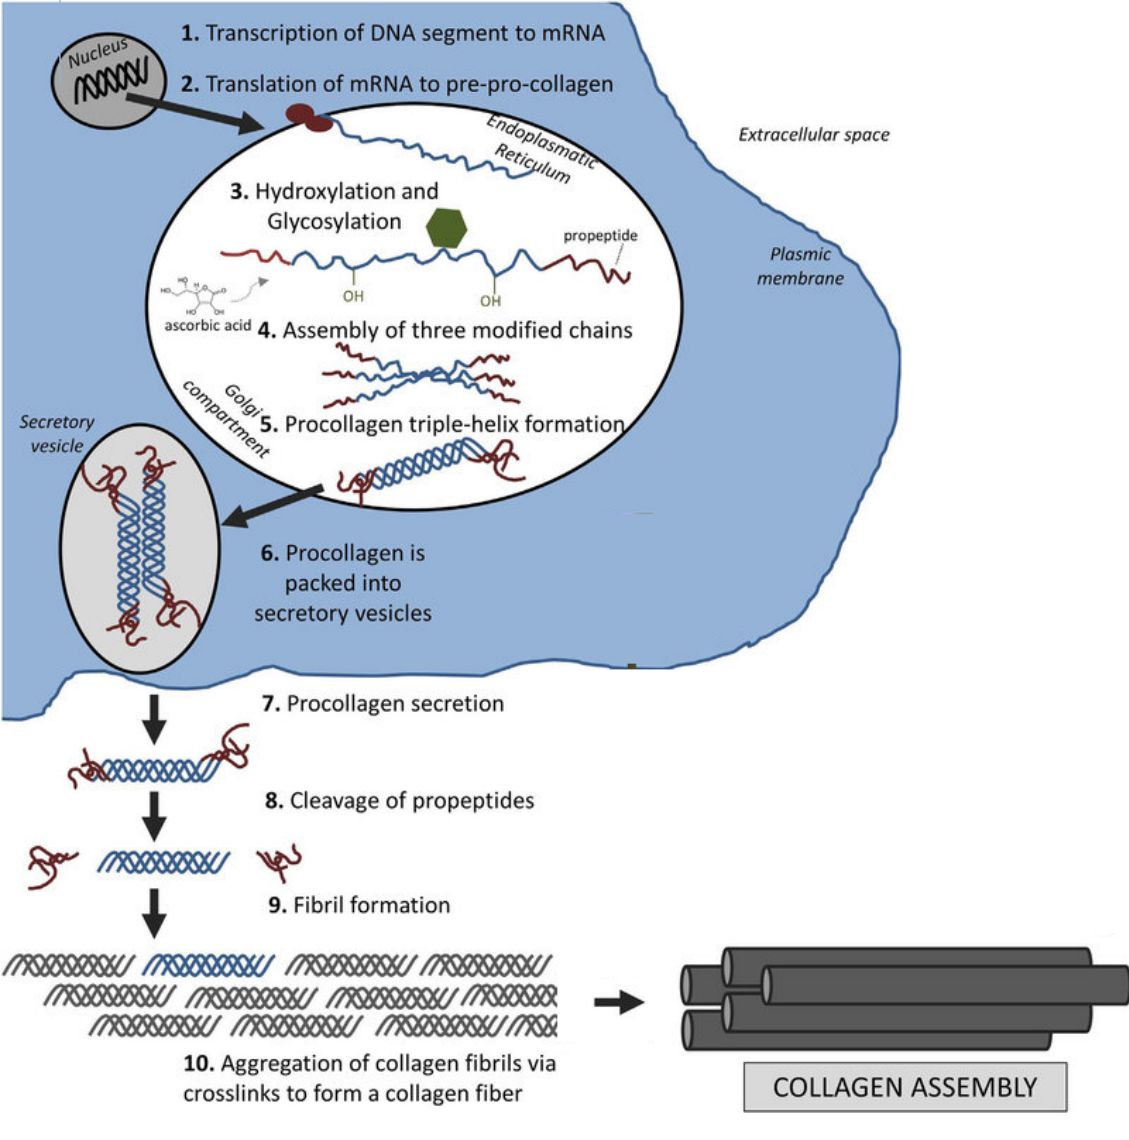 Nucleus
1. Transcription of DNA segment to mRNA
2. Translation of mRNA to pre-pro-collagen
Endoplasmatic
Reticulum
Extracellular space
3. Hydroxylation and
Glycosylation
propeptide
Plasmic
membrane
HO
HO
H
O
O
HO
OH
OH
OH
ascorbic acid
4. Assembly of three modified chains
Golgi
compartment
5. Procollagen triple-helix formation
Secretory
vesicle
6. Procollagen is
packed into
secretory vesicles
7. Procollagen secretion
8. Cleavage of propeptides
9. Fibril formation
10. Aggregation of collagen fibrils via
crosslinks to form a collagen fiber
COLLAGEN ASSEMBLY